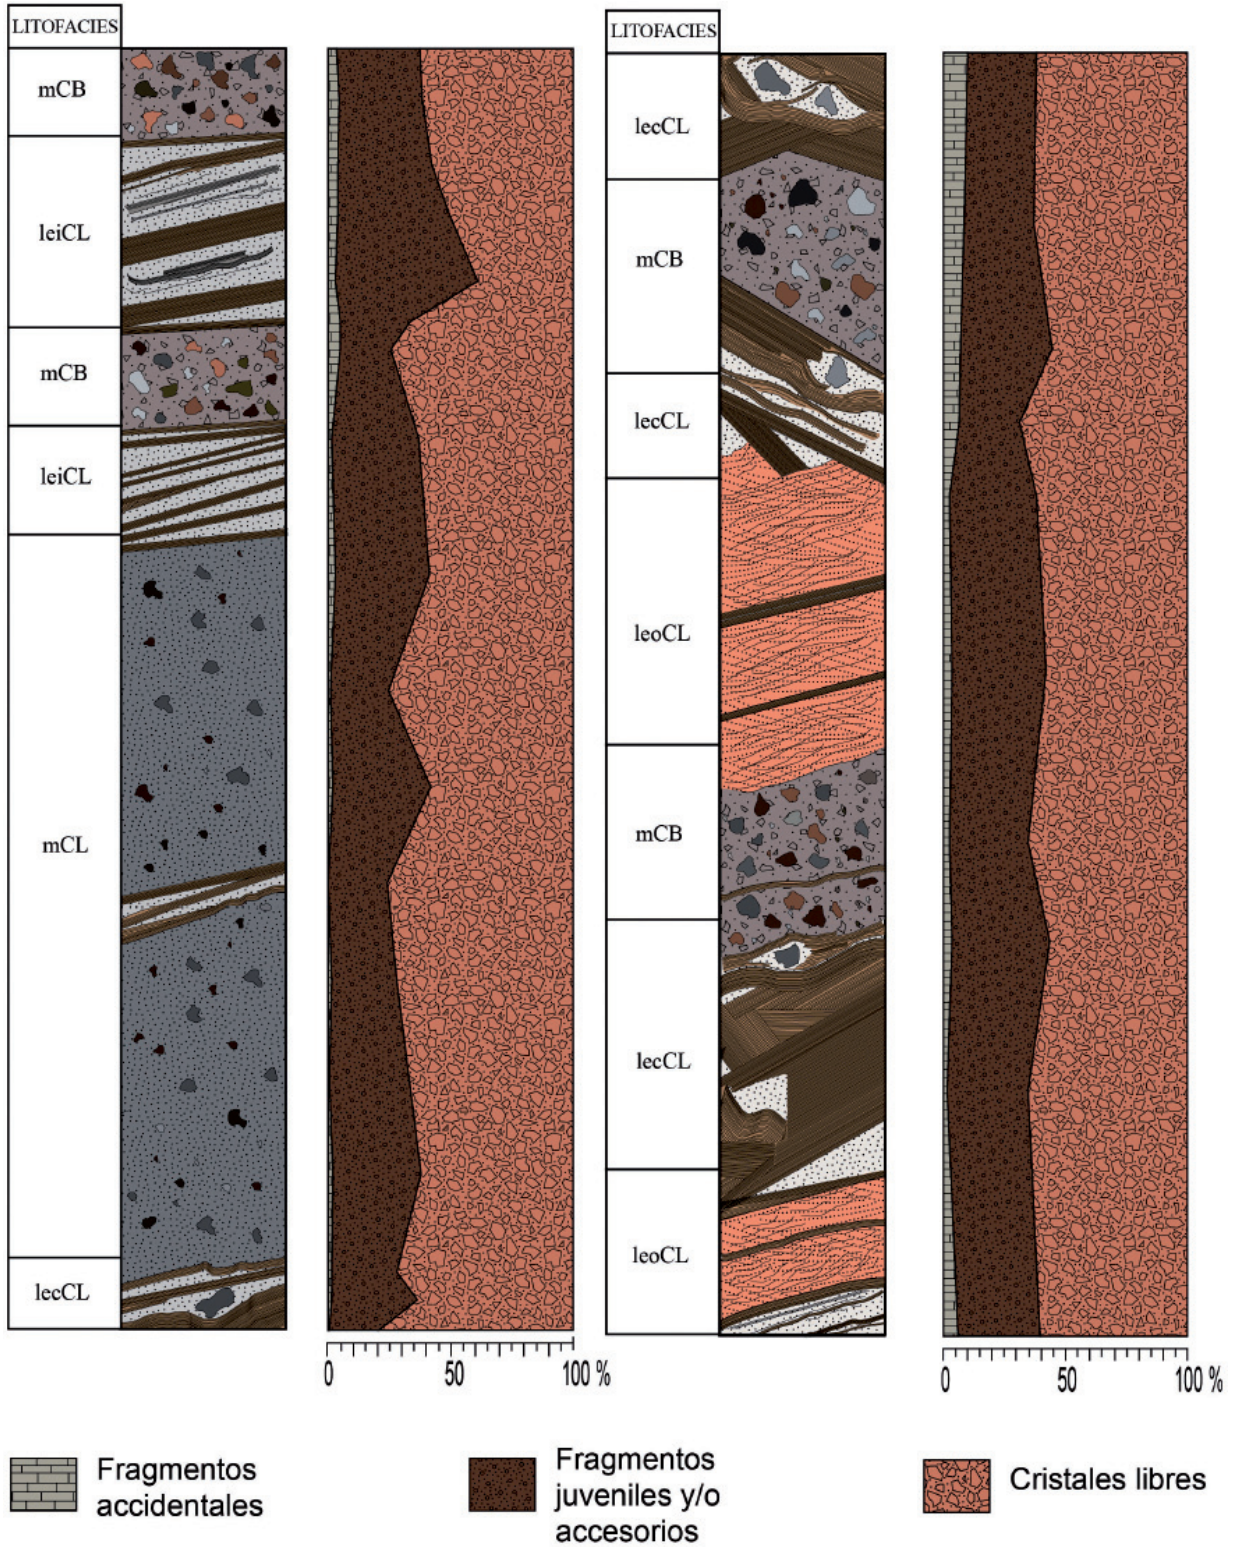 LITOFACIES
mCB
leiCL
mCB
leiCL
mCL
lecCL
0 50 100 %
LITOFACIES
lecCL
mCB
lecCL
leoCL
mCB
lecCL
leoCL
0 50 100 %
Fragmentos
accidentales
Fragmentos
juveniles y/o
accesorios
Cristales libres